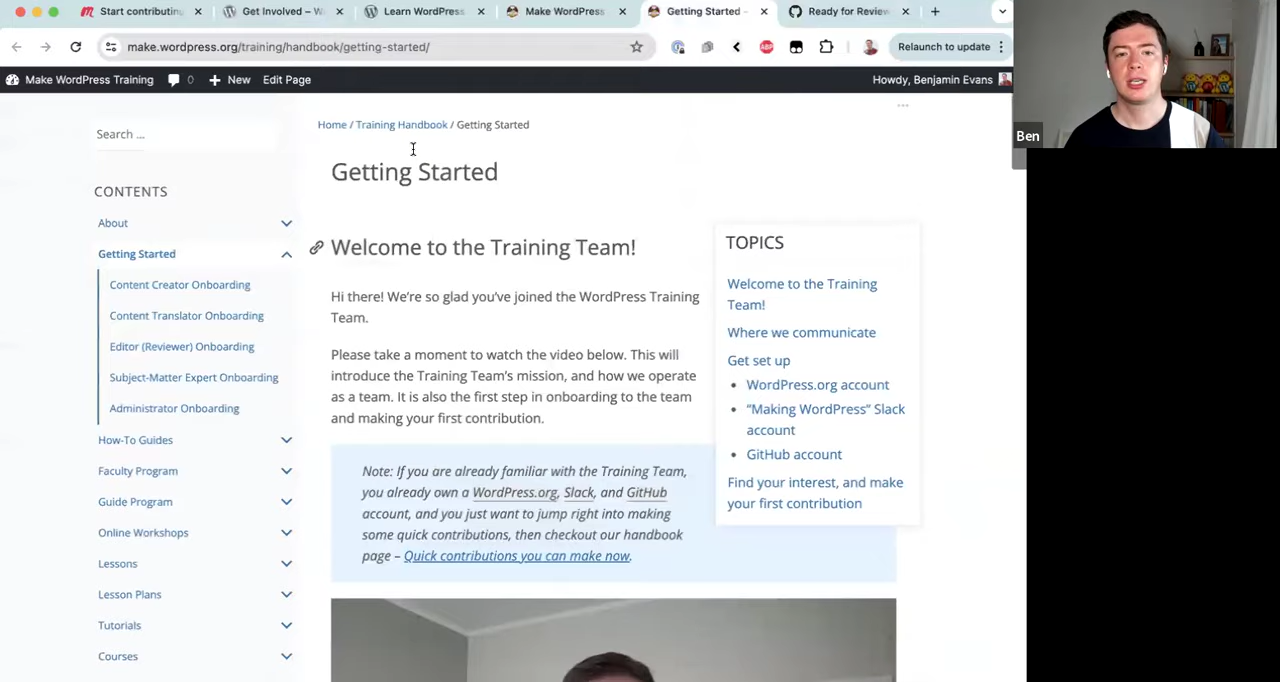 Start contributing
Get Involved – W
Learn WordPress
Make WordPress
Getting Started –
Ready for Review
make.wordpress.org/training/handbook/getting-started/
ABP
Relaunch to update
Make WordPress Training
0
New
Edit Page
Howdy, Benjamin Evans
Ben
Search ...
CONTENTS
About
Getting Started
Content Creator Onboarding
Content Translator Onboarding
Editor (Reviewer) Onboarding
Subject-Matter Expert Onboarding
Administrator Onboarding
How-To Guides
Faculty Program
Guide Program
Online Workshops
Lessons
Lesson Plans
Tutorials
Courses
Home / Training Handbook / Getting Started
Getting Started
Welcome to the Training Team!
Hi there! We're so glad you've joined the WordPress Training
Team.
Please take a moment to watch the video below. This will
introduce the Training Team's mission, and how we operate
as a team. It is also the first step in onboarding to the team
and making your first contribution.
Note: If you are already familiar with the Training Team,
you already own a WordPress.org, Slack, and GitHub
account, and you just want to jump right into making
some quick contributions, then checkout our handbook
page – Quick contributions you can make now.
TOPICS
Welcome to the Training
Team!
Where we communicate
Get set up
WordPress.org account
"Making WordPress" Slack
account
GitHub account
Find your interest, and make
your first contribution